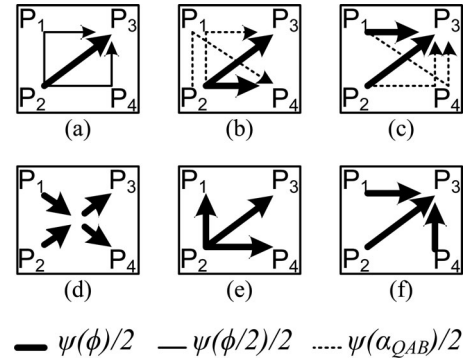 P1 P3 P1 P3 P1 P3
P2 P4 P2 P4 P2 P4
(a) (b) (c)
P1 P3 P1 P3 P1 P3
P2 P4 P2 P4 P2 P4
(d) (e) (f)
ψ(ϕ)/2 ψ(ϕ/2)/2 ψ(α_QAB)/2